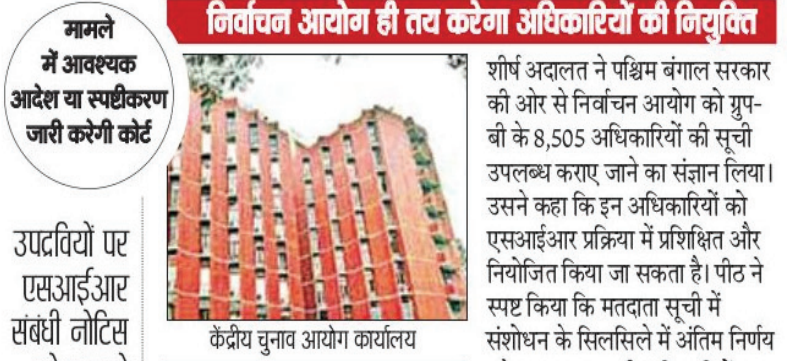 निर्वाचन आयोग ही तय करेगा अधिकारियों की नियुक्ति
मामले
में आवश्यक
आदेश या स्पष्टीकरण
जारी करेगी कोर्ट
उपद्रवियों पर
एसआईआर
संबंधी नोटिस
केंद्रीय चुनाव आयोग कार्यालय
शीर्ष अदालत ने पश्चिम बंगाल सरकार
की ओर से निर्वाचन आयोग को ग्रुप-
बी के 8,505 अधिकारियों की सूची
उपलब्ध कराए जाने का संज्ञान लिया।
उसने कहा कि इन अधिकारियों को
एसआईआर प्रक्रिया में प्रशिक्षित और
नियोजित किया जा सकता है। पीठ ने
स्पष्ट किया कि मतदाता सूची में
संशोधन के सिलसिले में अंतिम निर्णय